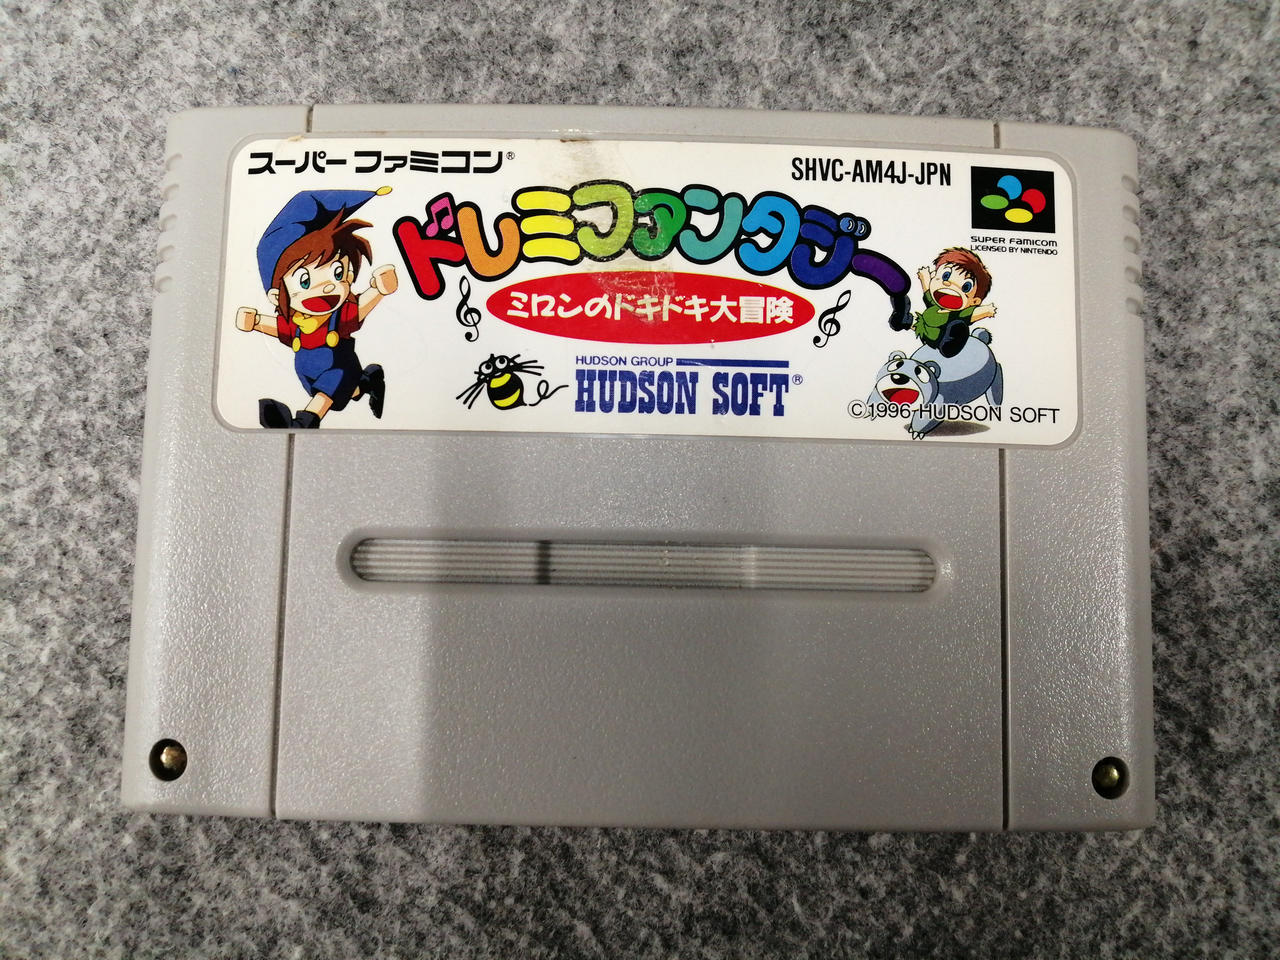 スーパーファミコン®
SHVC-AM4J-JPN
ドレミファンタジー
ミロンのドキドキ大冒険
SUPER FAMICOM
LICENSED BY NINTENDO
HUDSON GROUP
HUDSON SOFT®
©1996 HUDSON SOFT